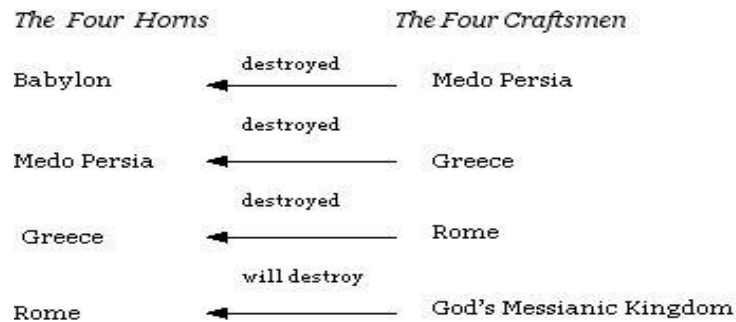 The Four Horns The Four Craftsmen
destroyed
Babylon Medo Persia
destroyed
Medo Persia Greece
destroyed
Greece Rome
will destroy
Rome God's Messianic Kingdom